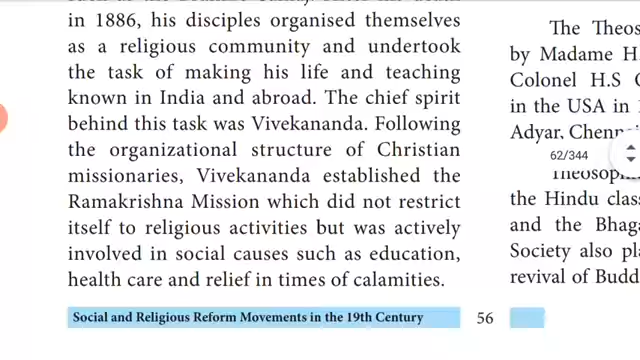 in 1886, his disciples organised themselves
as a religious community and undertook
the task of making his life and teaching
known in India and abroad. The chief spirit
behind this task was Vivekananda. Following
the organizational structure of Christian
missionaries, Vivekananda established the
Ramakrishna Mission which did not restrict
itself to religious activities but was actively
involved in social causes such as education,
health care and relief in times of calamities.
Social and Religious Reform Movements in the 19th Century
56
The Theos
by Madame H.
Colonel H.S
in the USA in
Adyar, Chennai
62/344
the Hindu clas
and the Bhaga
Society also pla
revival of Budd